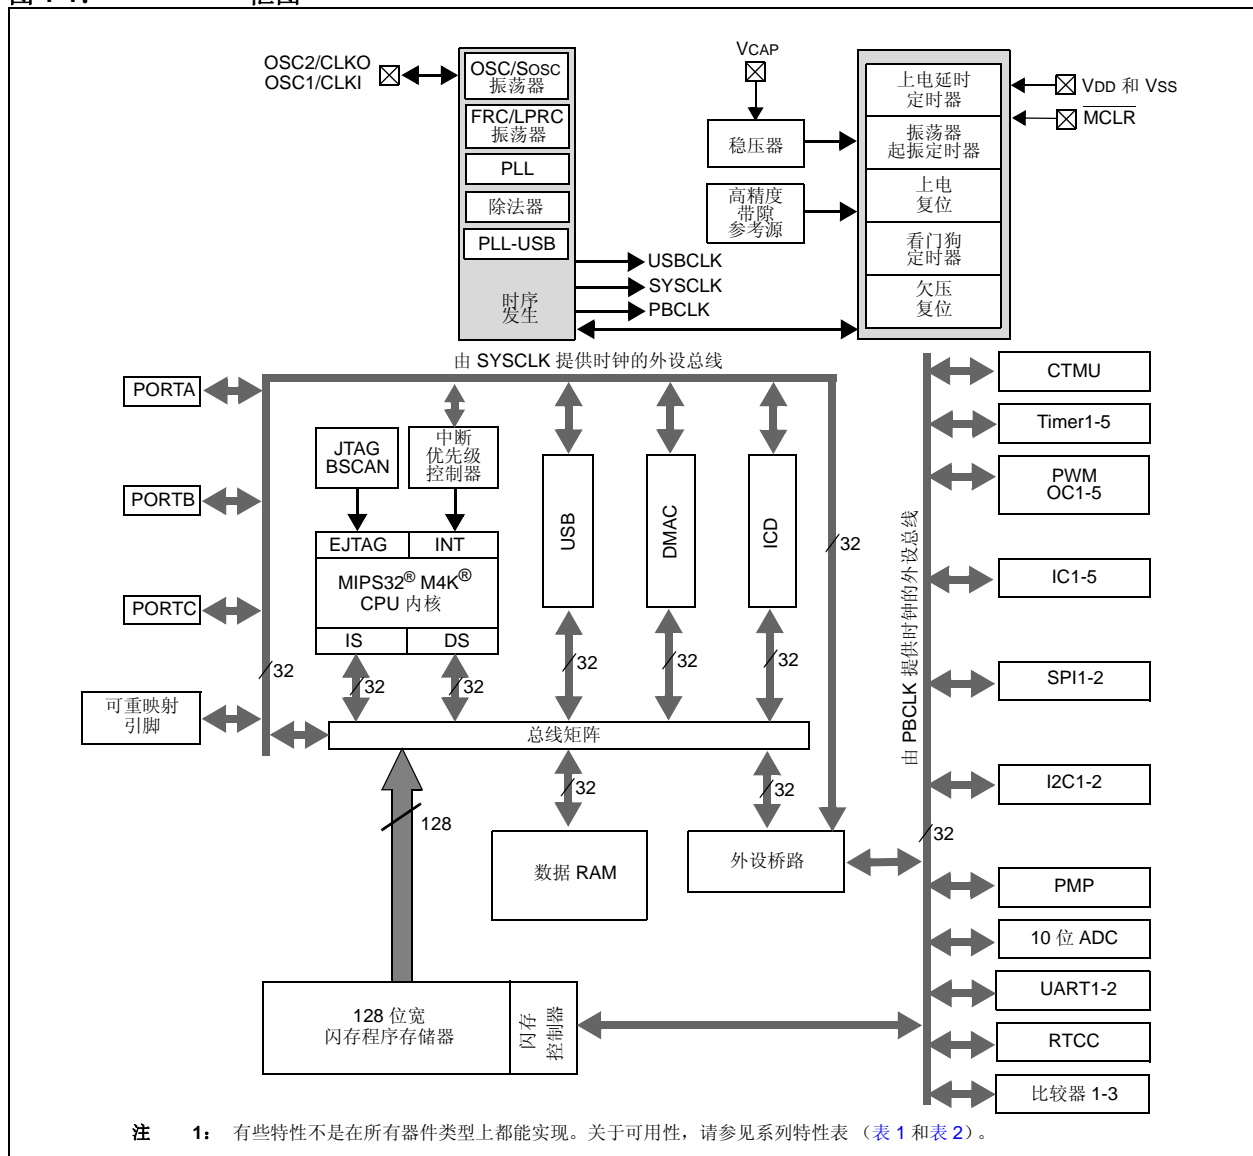 框图
OSC2/CLKO
OSC1/CLKI
OSC/SOSC
振荡器
FRC/LPRC
振荡器
PLL
除法器
PLL-USB
时序
发生
USBCLK
SYSCLK
PBCLK
VCAP
稳压器
高精度
带隙
参考源
上电延时
定时器
振荡器
起振定时器
上电
复位
看门狗
定时器
欠压
复位
VDD 和 VSS
MCLR
由 SYSCLK 提供时钟的外设总线
PORTA
PORTB
PORTC
可重映射
引脚
32
JTAG
BSCAN
中断
优先级
控制器
EJTAG
INT
MIPS32® M4K®
CPU 内核
IS
DS
32
32
USB
32
DMAC
32
ICD
32
32
总线矩阵
128
32
32
数据 RAM
外设桥路
128 位宽
闪存程序存储器
闪存
控制器
由 PBCLK 提供时钟的外设总线
32
CTMU
Timer1-5
PWM
OC1-5
IC1-5
SPI1-2
I2C1-2
PMP
10 位 ADC
UART1-2
RTCC
比较器 1-3
注 1: 有些特性不是在所有器件类型上都能实现。关于可用性，请参见系列特性表 （表 1 和表 2）。